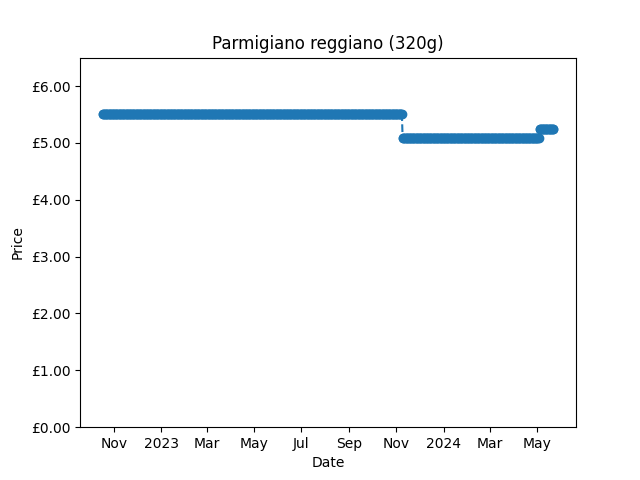 Parmigiano reggiano (320g)
£6.00
£5.00
£4.00
£3.00
£2.00
£1.00
£0.00
Price
Nov 2023 Mar May Jul Sep Nov 2024 Mar May
Date